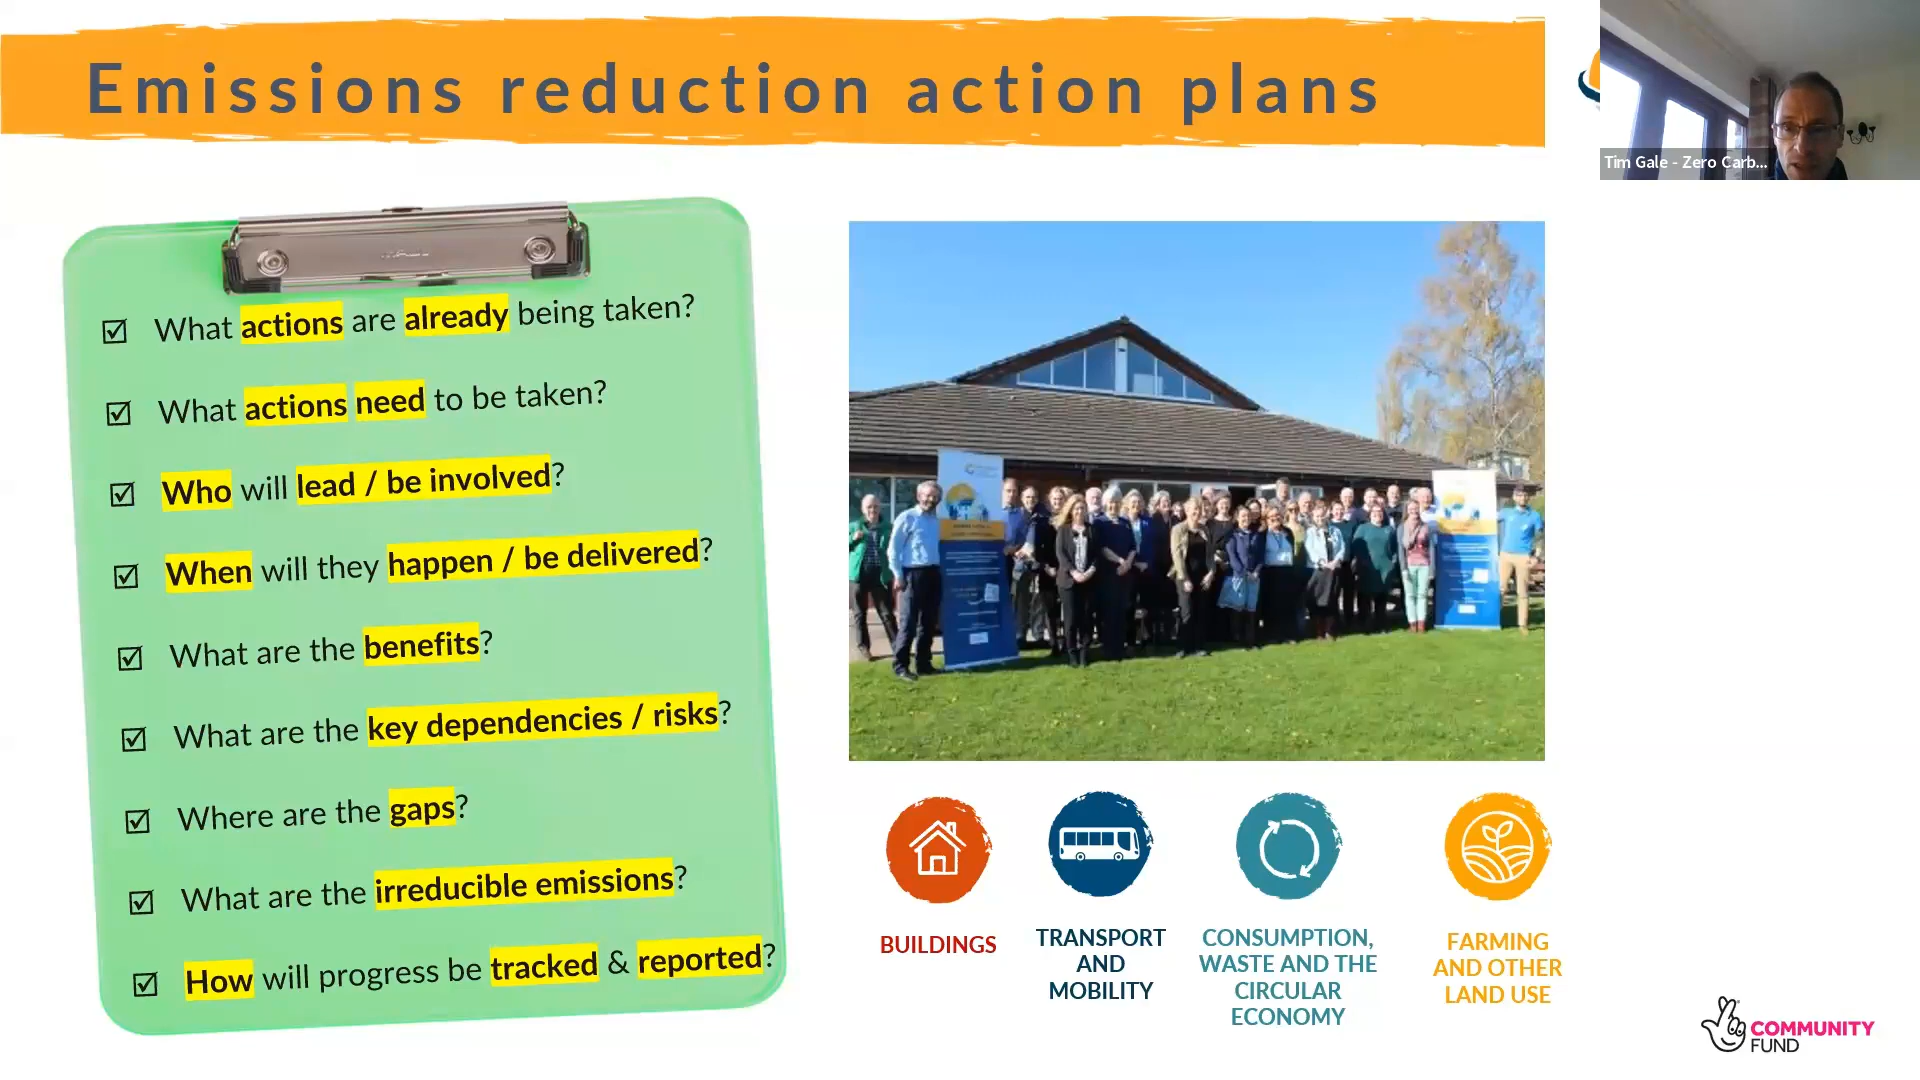 Emissions reduction action plans
Tim Gale - Zero Carb...
What actions are already being taken?
What actions need to be taken?
Who will lead / be involved?
When will they happen / be delivered?
What are the benefits?
What are the key dependencies / risks?
Where are the gaps?
What are the irreducible emissions?
How will progress be tracked & reported?
BUILDINGS
TRANSPORT
AND
MOBILITY
CONSUMPTION,
WASTE AND THE
CIRCULAR
ECONOMY
FARMING
AND OTHER
LAND USE
COMMUNITY
FUND